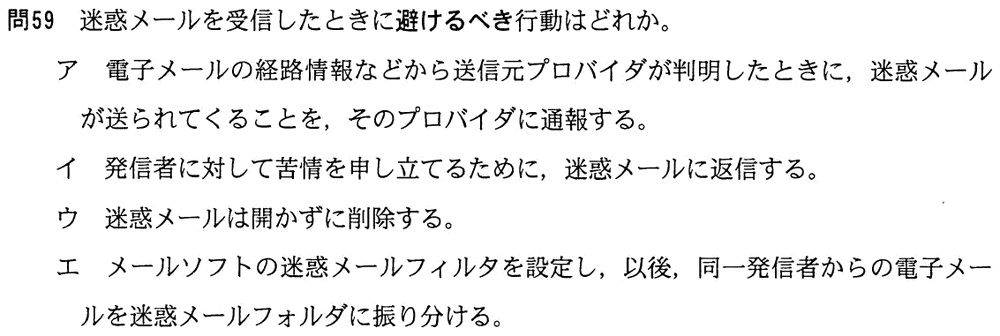 問59 迷惑メールを受信したときに避けるべき行動はどれか。
ア 電子メールの経路情報などから送信元プロバイダが判明したときに，迷惑メール
が送られてくることを，そのプロバイダに通報する。
イ 発信者に対して苦情を申し立てるために，迷惑メールに返信する。
ウ 迷惑メールは開かずに削除する。
エ メールソフトの迷惑メールフィルタを設定し，以後，同一発信者からの電子メー
ルを迷惑メールフォルダに振り分ける。